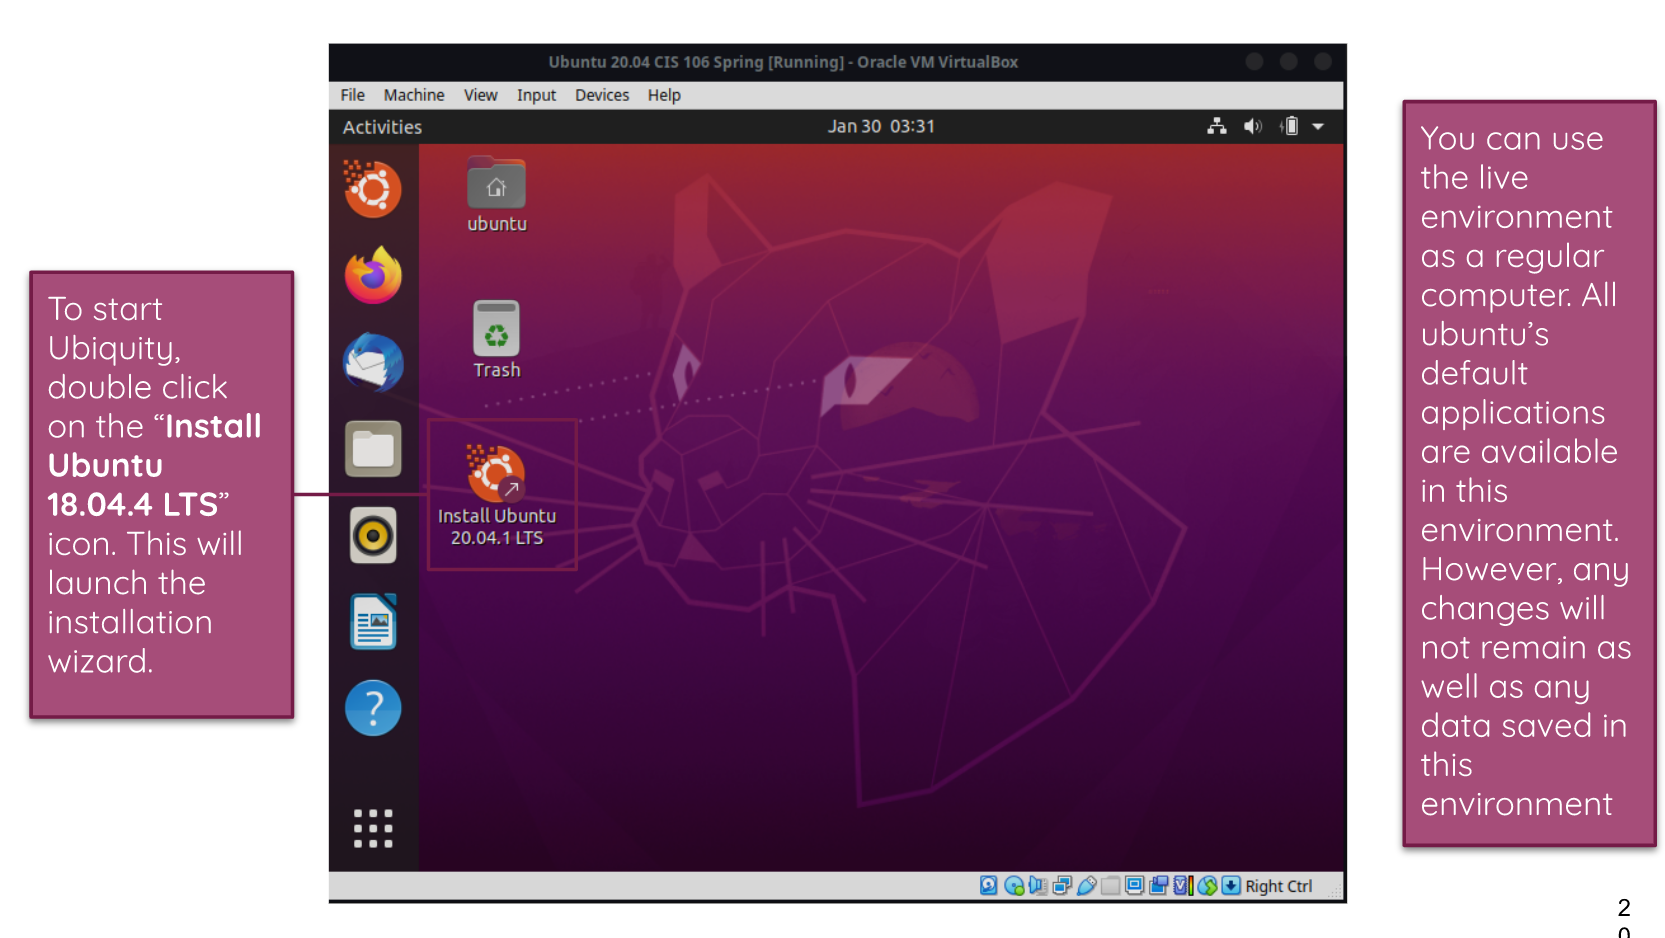 Ubuntu 20.04 CIS 106 Spring [Running] - Oracle VM VirtualBox
File Machine View Input Devices Help
Activities
Jan 30 03:31
ubuntu
Trash
Install Ubuntu
20.04.1 LTS
Right Ctrl
To start
Ubiquity,
double click
on the “Install
Ubuntu
18.04.4 LTS”
icon. This will
launch the
installation
wizard.
You can use
the live
environment
as a regular
computer. All
ubuntu’s
default
applications
are available
in this
environment.
However, any
changes will
not remain as
well as any
data saved in
this
environment
2
0